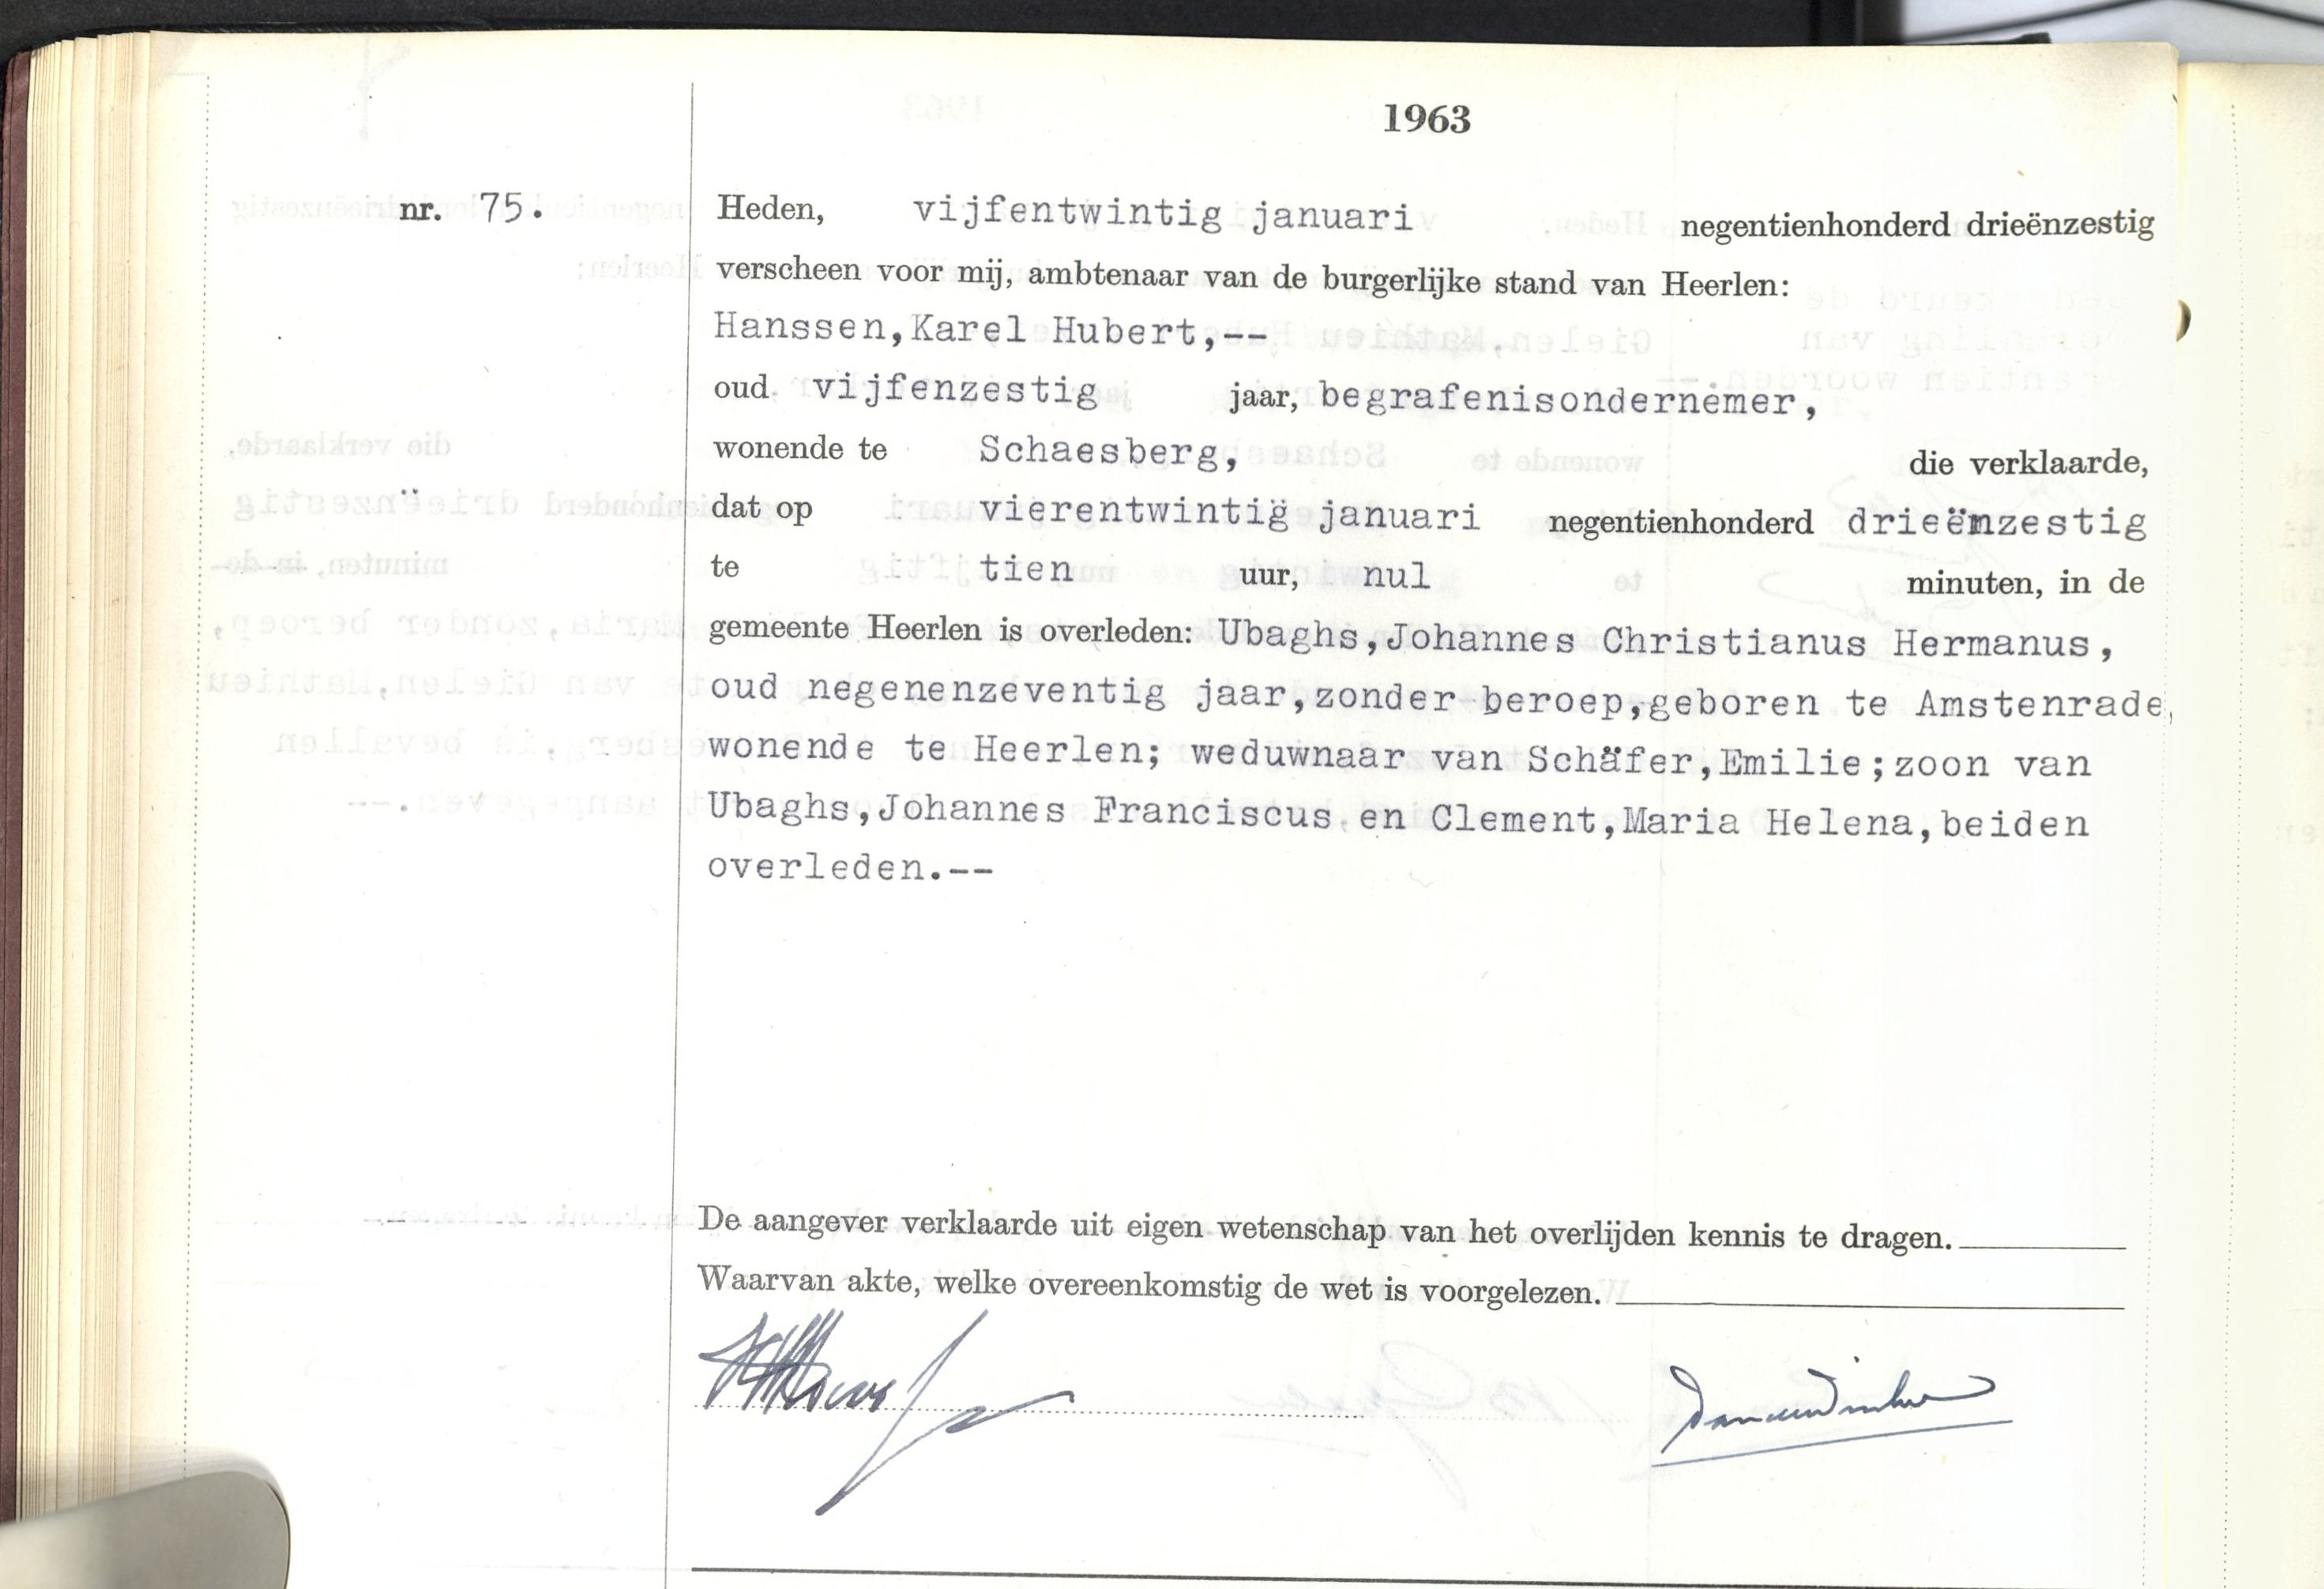 1963
nr. 75.
Heden, vijfentwintig januari negentienhonderd drieënzestig
verscheen voor mij, ambtenaar van de burgerlijke stand van Heerlen:
Hanssen,Karel Hubert,--
oud vijfenzestig jaar, begrafenisondernemer,
wonende te Schaesberg, die verklaarde,
dat op vierentwintig januari negentienhonderd drieënzestig
te tien uur, nul minuten, in de
gemeente Heerlen is overleden: Ubaghs,Johannes Christianus Hermanus,
oud negenenzeventig jaar,zonder beroep,geboren te Amstenrade,
wonende te Heerlen; weduwnaar van Schäfer,Emilie;zoon van
Ubaghs,Johannes Franciscus en Clement,Maria Helena,beiden
overleden.--
De aangever verklaarde uit eigen wetenschap van het overlijden kennis te dragen.
Waarvan akte, welke overeenkomstig de wet is voorgelezen.